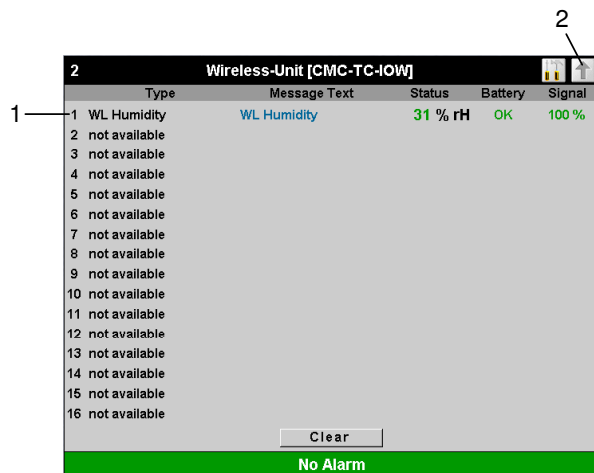 2
2 Wireless-Unit [CMC-TC-IOW]
Type Message Text Status Battery Signal
1 1 WL Humidity WL Humidity 31 % rH OK 100 %
2 not available
3 not available
4 not available
5 not available
6 not available
7 not available
8 not available
9 not available
10 not available
11 not available
12 not available
13 not available
14 not available
15 not available
16 not available
Clear
No Alarm